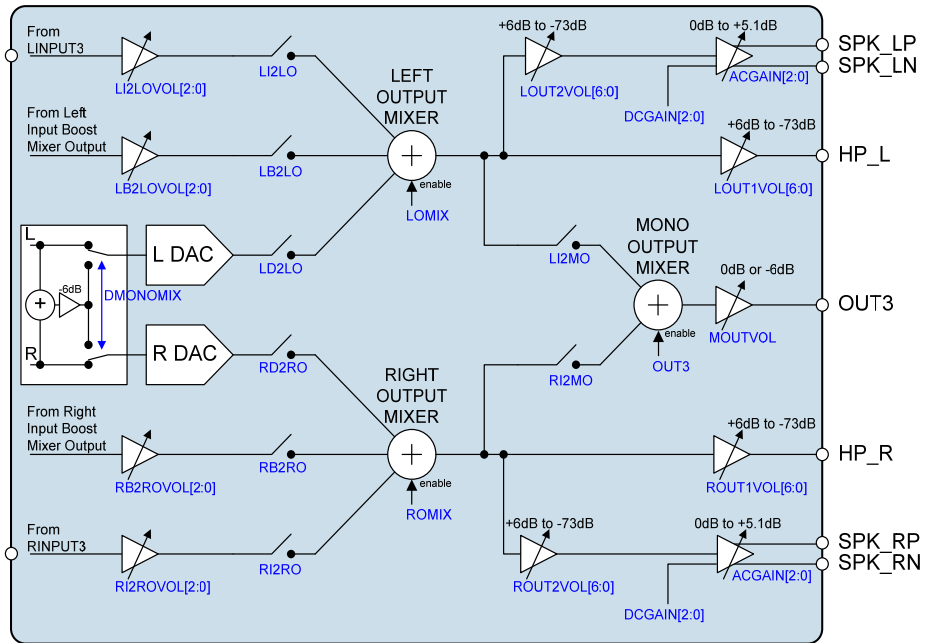 From
LINPUT3
LI2LOVOL[2:0]
LI2LO
LEFT
OUTPUT
MIXER
+6dB to -73dB
LOUT2VOL[6:0]
0dB to +5.1dB
ACGAIN[2:0]
DCGAIN[2:0]
SPK_LP
SPK_LN
From Left
Input Boost
Mixer Output
LB2LOVOL[2:0]
LB2LO
+
enable
LOMIX
+6dB to -73dB
LOUT1VOL[6:0]
HP_L
L
R
+
-6dB
DMONOMIX
L DAC
LD2LO
R DAC
RD2RO
LI2MO
RI2MO
MONO
OUTPUT
MIXER
+
enable
OUT3
0dB or -6dB
MOUTVOL
OUT3
From Right
Input Boost
Mixer Output
RB2ROVOL[2:0]
RB2RO
RIGHT
OUTPUT
MIXER
+
enable
ROMIX
+6dB to -73dB
ROUT1VOL[6:0]
HP_R
From
RINPUT3
RI2ROVOL[2:0]
RI2RO
+6dB to -73dB
ROUT2VOL[6:0]
0dB to +5.1dB
ACGAIN[2:0]
DCGAIN[2:0]
SPK_RP
SPK_RN